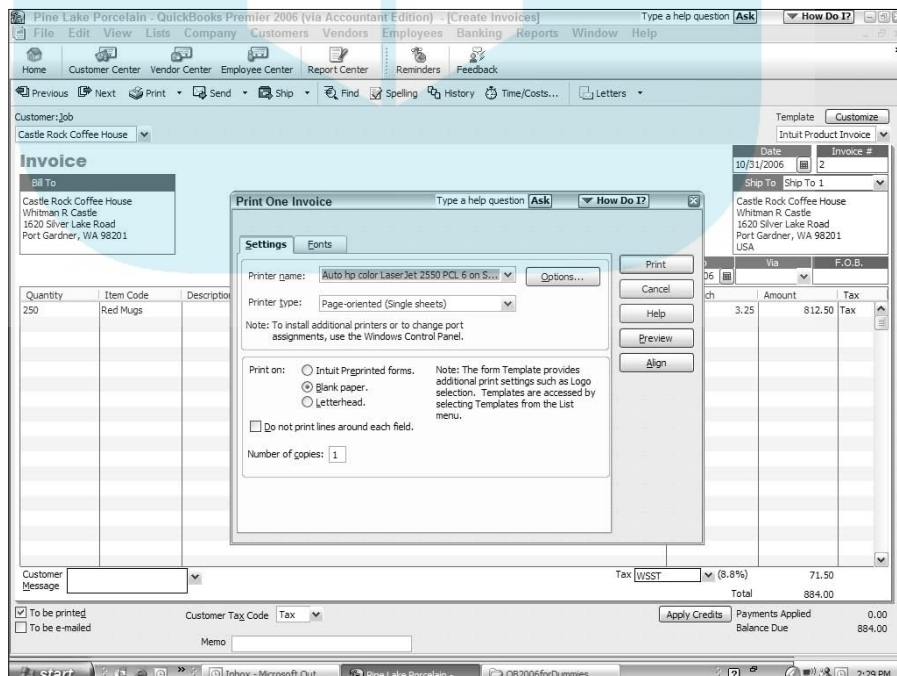 Pine Lake Porcelain - QuickBooks Premier 2006 (via Accountant Edition) - [Create Invoices] Type a help question Ask How Do I?
File Edit View Lists Company Customers Vendors Employees Banking Reports Window Help
Home Customer Center Vendor Center Employee Center Report Center Reminders Feedback
Previous Next Print Send Ship Find Spelling History Time/Costs... Letters
Customer:Job Template Customize
Castle Rock Coffee House Intuit Product Invoice
Invoice Date Invoice #
10/31/2006 2
Bill To Ship To Ship To 1
Castle Rock Coffee House
Whitman R Castle
1620 Silver Lake Road
Port Gardner, WA 98201
Castle Rock Coffee House
Whitman R Castle
1620 Silver Lake Road
Port Gardner, WA 98201
USA
Via F.O.B.
06
Quantity Item Code Description ch Amount Tax
250 Red Mugs 3.25 812.50 Tax
Print One Invoice Type a help question Ask How Do I?
Settings Fonts
Printer name: Auto hp color LaserJet 2550 PCL 6 on S... Options...
Printer type: Page-oriented (Single sheets)
Note: To install additional printers or to change port
assignments, use the Windows Control Panel.
Print on: Intuit Preprinted forms.
Blank paper.
Letterhead.
Note: The form Template provides
additional print settings such as Logo
selection. Templates are accessed by
selecting Templates from the List
menu.
Do not print lines around each field.
Number of copies: 1
Print
Cancel
Help
Preview
Align
Customer
Message
Tax WSST (8.8%) 71.50
Total 884.00
To be printed Customer Tax Code Tax Apply Credits Payments Applied 0.00
To be e-mailed Balance Due 884.00
Memo
start Inbox - Microsoft Out... Pine Lake Porcelain - ... QB2006forDummies 2:29 PM